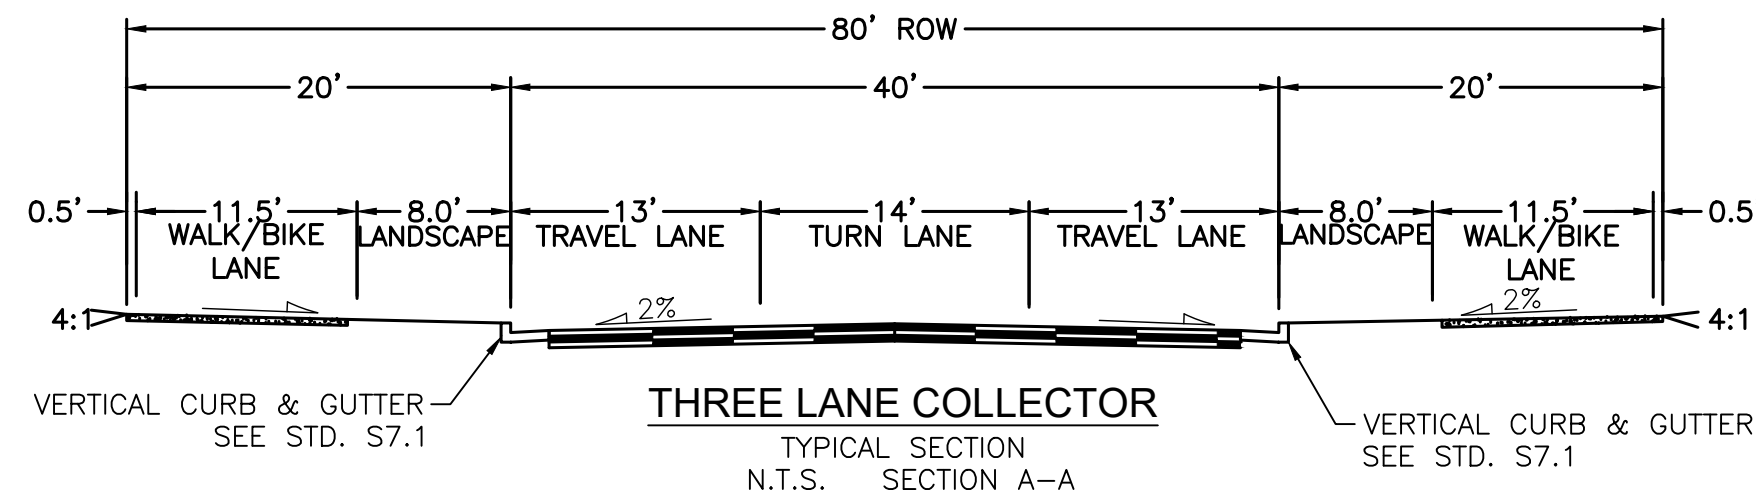 80' ROW
20' 40' 20'
0.5' 11.5' 8.0' 13' 14' 13' 8.0' 11.5' 0.5
WALK/BIKE LANDSCAPE TRAVEL LANE TURN LANE TRAVEL LANE LANDSCAPE WALK/BIKE
LANE LANE
2% 2%
4:1 4:1
VERTICAL CURB & GUTTER
SEE STD. S7.1
THREE LANE COLLECTOR
TYPICAL SECTION
N.T.S. SECTION A-A
VERTICAL CURB & GUTTER
SEE STD. S7.1